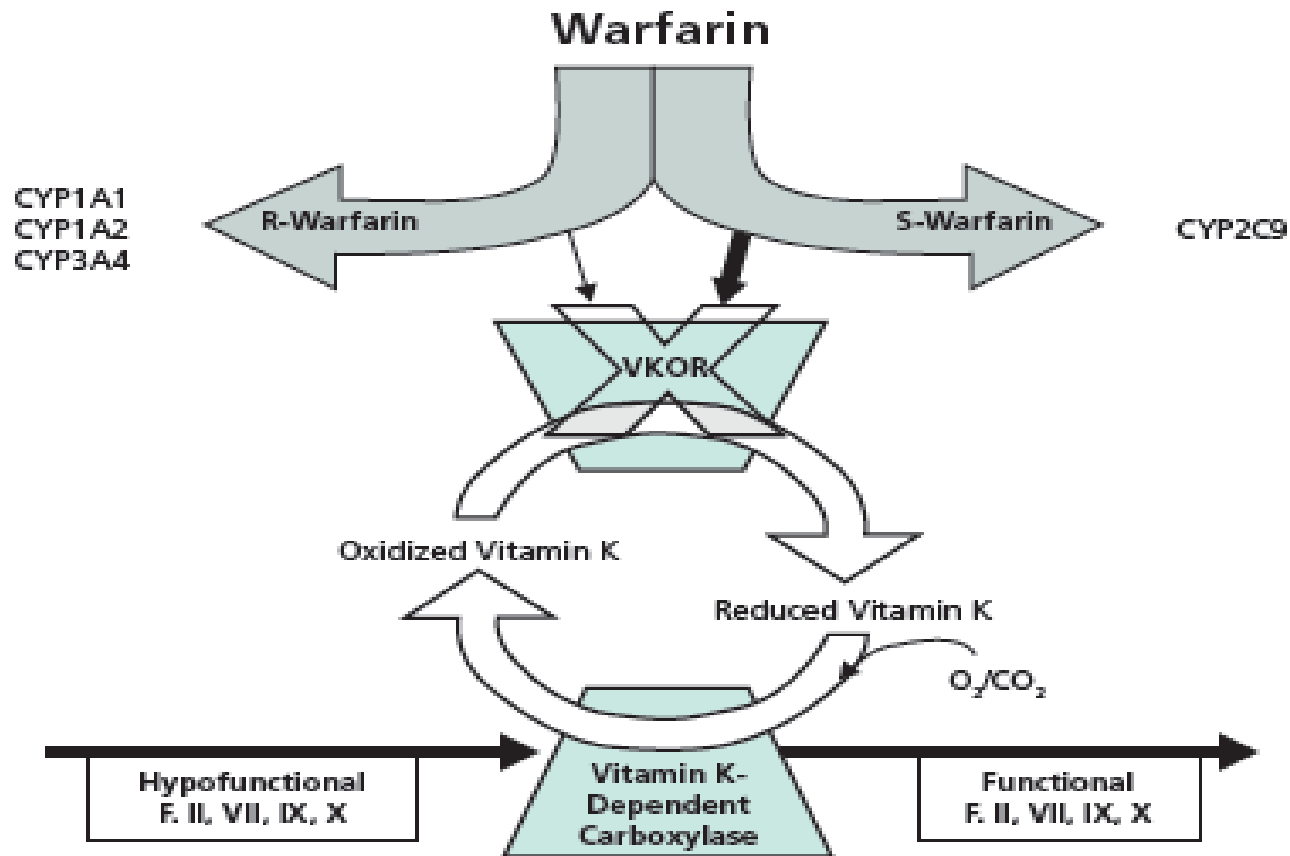 Warfarin
CYP1A1
CYP1A2
CYP3A4
R-Warfarin
S-Warfarin
CYP2C9
VKOR
Oxidized Vitamin K
Reduced Vitamin K
O₂/CO₂
Hypofunctional
F. II, VII, IX, X
Vitamin K-
Dependent
Carboxylase
Functional
F. II, VII, IX, X